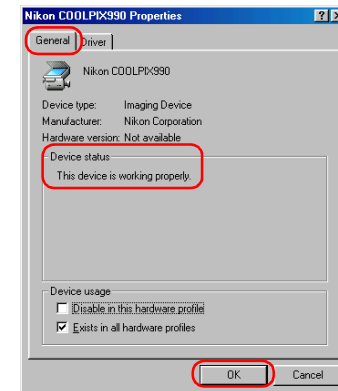 Nikon COOLPIX990 Properties
General Driver
Nikon COOLPIX990
Device type: Imaging Device
Manufacturer: Nikon Corporation
Hardware version: Not available
Device status
This device is working properly.
Device usage
Disable in this hardware profile
Exists in all hardware profiles
OK Cancel